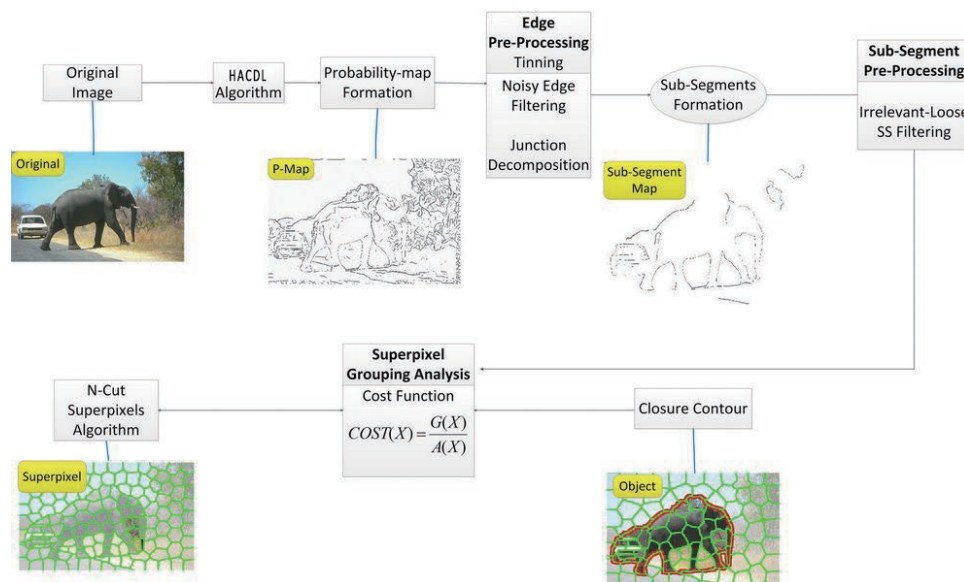 Original
Image
HACDL
Algorithm
Probability-map
Formation
Edge
Pre-Processing
Tinning
Noisy Edge
Filtering
Junction
Decomposition
Sub-Segments
Formation
Sub-Segment
Pre-Processing
Irrelevant-Loose
SS Filtering
Original
P-Map
Sub-Segment
Map
N-Cut
Superpixels
Algorithm
Superpixel
Grouping Analysis
Cost Function
COST(X) = G(X) / A(X)
Closure Contour
Superpixel
Object